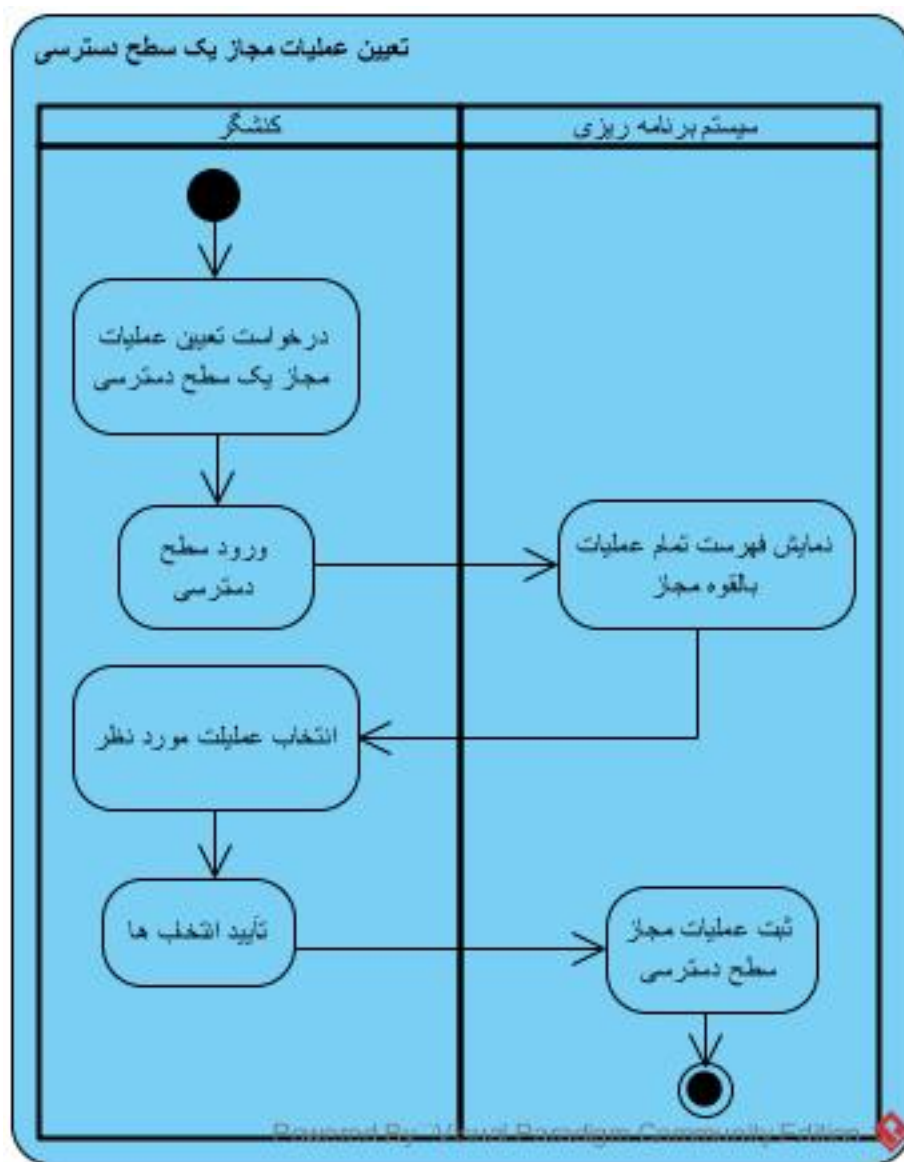 تعیین عملیات مجاز یک سطح دسترسی
کنشگر
سیستم برنامه ریزی
درخواست تعیین عملیات
مجاز یک سطح دسترسی
ورود سطح
دسترسی
نمایش فهرست تمام عملیات
بالقوه مجاز
انتخاب عملیلت مورد نظر
تأیید انتخاب ها
ثبت عملیات مجاز
سطح دسترسی
Powered By Visual Paradigm Community Edition